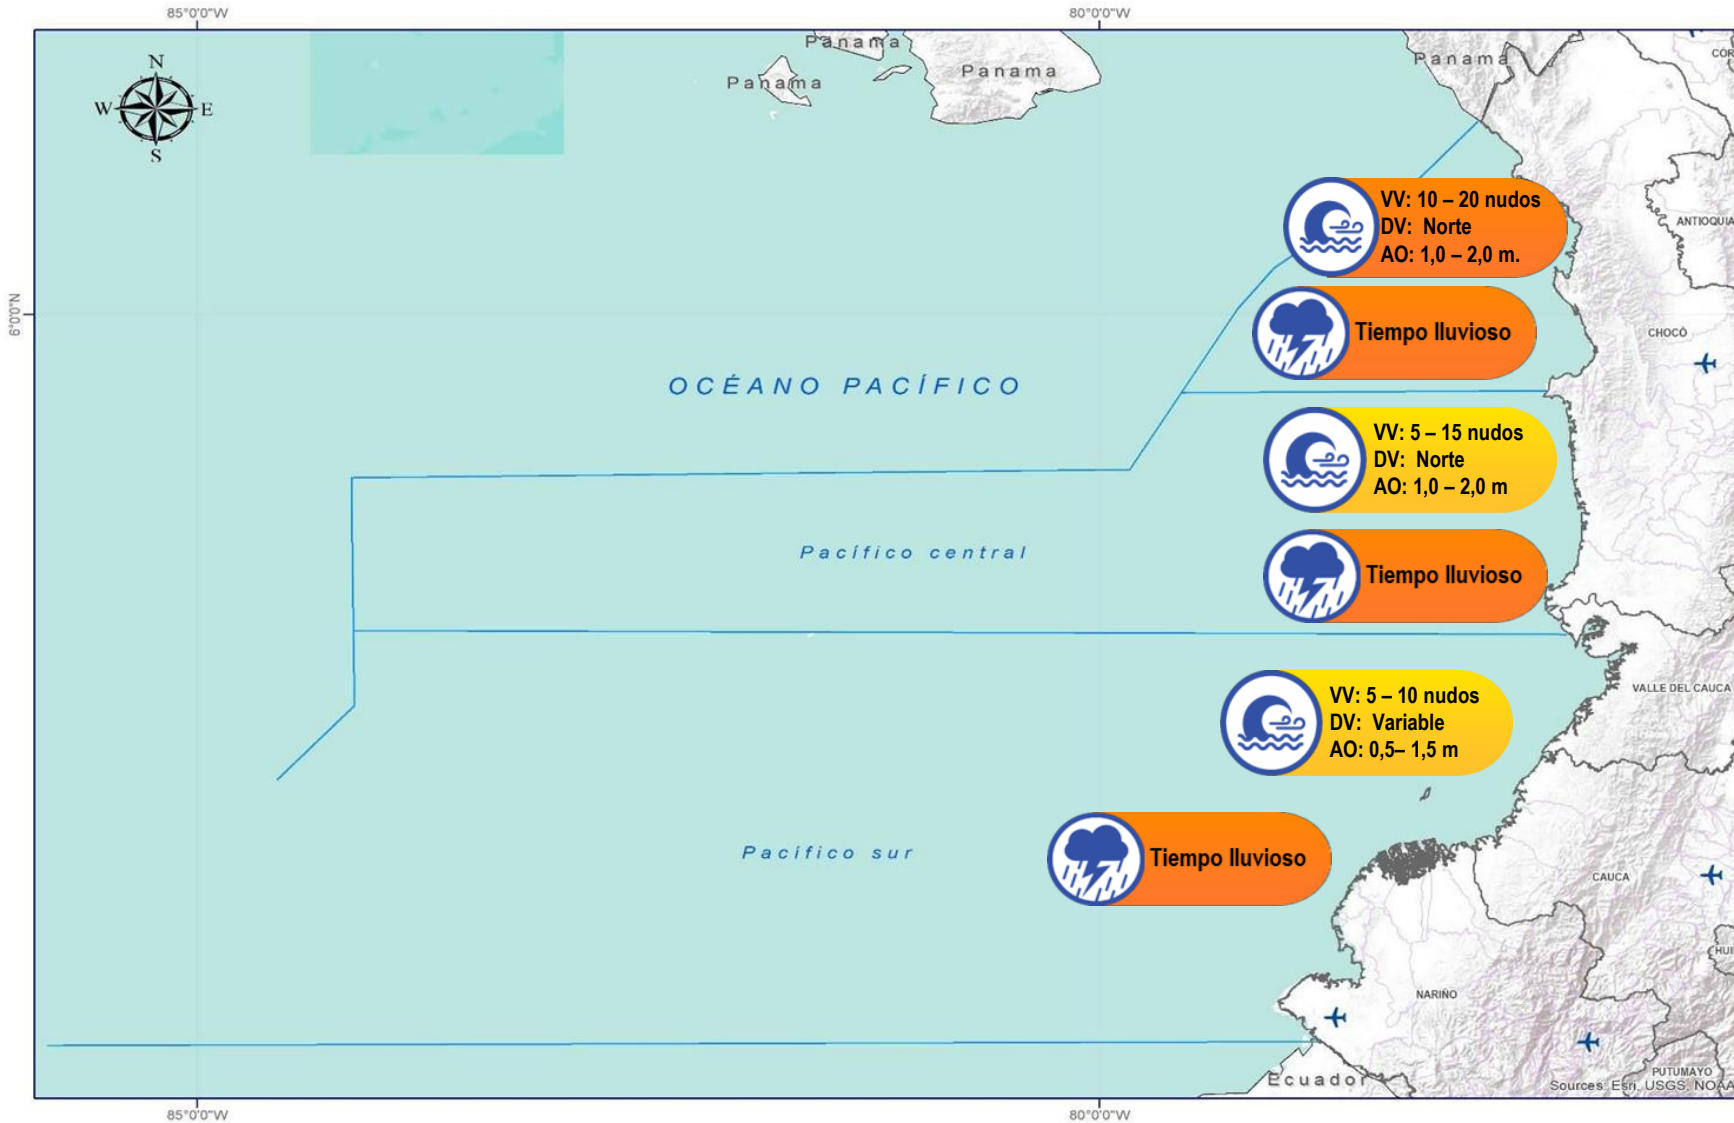 85°0'0"W
80°0'0"W
N
W
E
S
Panama
Panama
Panama
Panama
ANTIOQUIA
VV: 10 – 20 nudos
DV: Norte
AO: 1,0 – 2,0 m.
6°0'0"N
Tiempo lluvioso
CHOCÓ
OCÉANO PACÍFICO
VV: 5 – 15 nudos
DV: Norte
AO: 1,0 – 2,0 m
Pacífico central
Tiempo lluvioso
VALLE DEL CAUCA
VV: 5 – 10 nudos
DV: Variable
AO: 0,5– 1,5 m
Pacífico sur
Tiempo lluvioso
CAUCA
HUI
NARIÑO
PUTUMAYO
Ecuador
Sources: Esri, USGS, NOAA
85°0'0"W
80°0'0"W